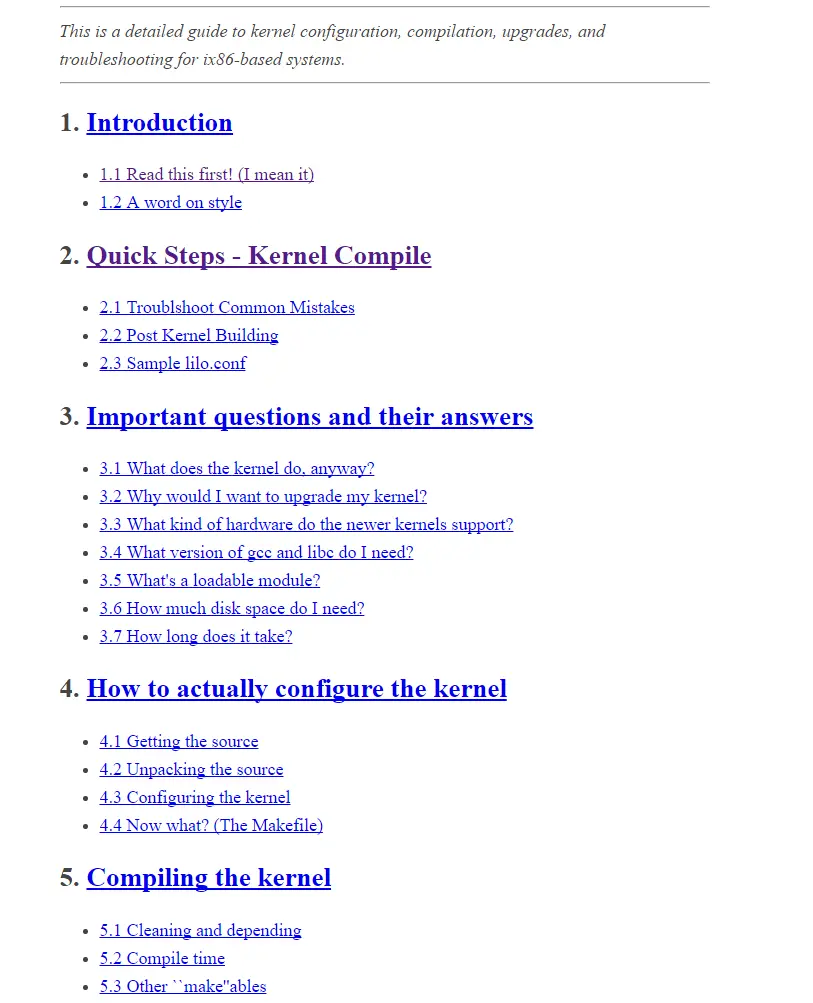 This is a detailed guide to kernel configuration, compilation, upgrades, and
troubleshooting for ix86-based systems.
1. Introduction
1.1 Read this first! (I mean it)
1.2 A word on style
2. Quick Steps - Kernel Compile
2.1 Troublshoot Common Mistakes
2.2 Post Kernel Building
2.3 Sample lilo.conf
3. Important questions and their answers
3.1 What does the kernel do, anyway?
3.2 Why would I want to upgrade my kernel?
3.3 What kind of hardware do the newer kernels support?
3.4 What version of gcc and libc do I need?
3.5 What's a loadable module?
3.6 How much disk space do I need?
3.7 How long does it take?
4. How to actually configure the kernel
4.1 Getting the source
4.2 Unpacking the source
4.3 Configuring the kernel
4.4 Now what? (The Makefile)
5. Compiling the kernel
5.1 Cleaning and depending
5.2 Compile time
5.3 Other ``make''ables